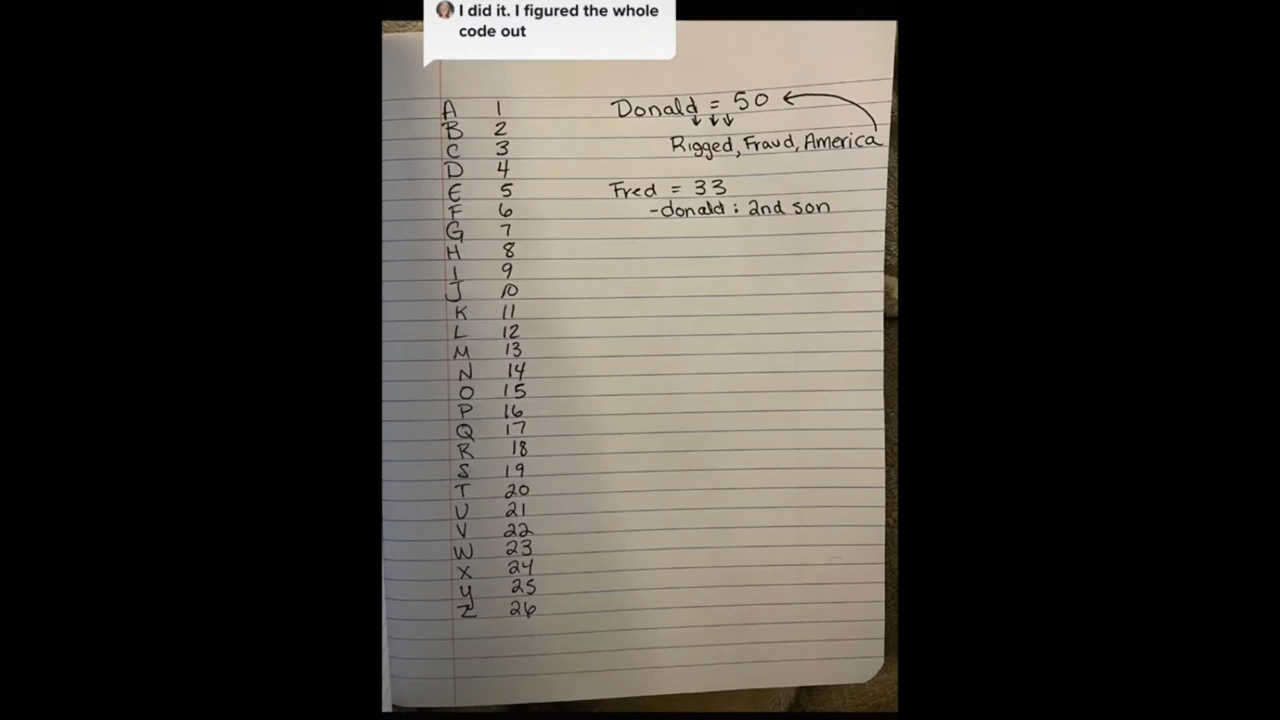 I did it. I figured the whole
code out
A 1
B 2
C 3
D 4
E 5
F 6
G 7
H 8
I 9
J 10
K 11
L 12
M 13
N 14
O 15
P 16
Q 17
R 18
S 19
T 20
U 21
V 22
W 23
X 24
y 25
Z 26
Donald = 50
Rigged, Fraud, America
Fred = 33
-donald : 2nd son